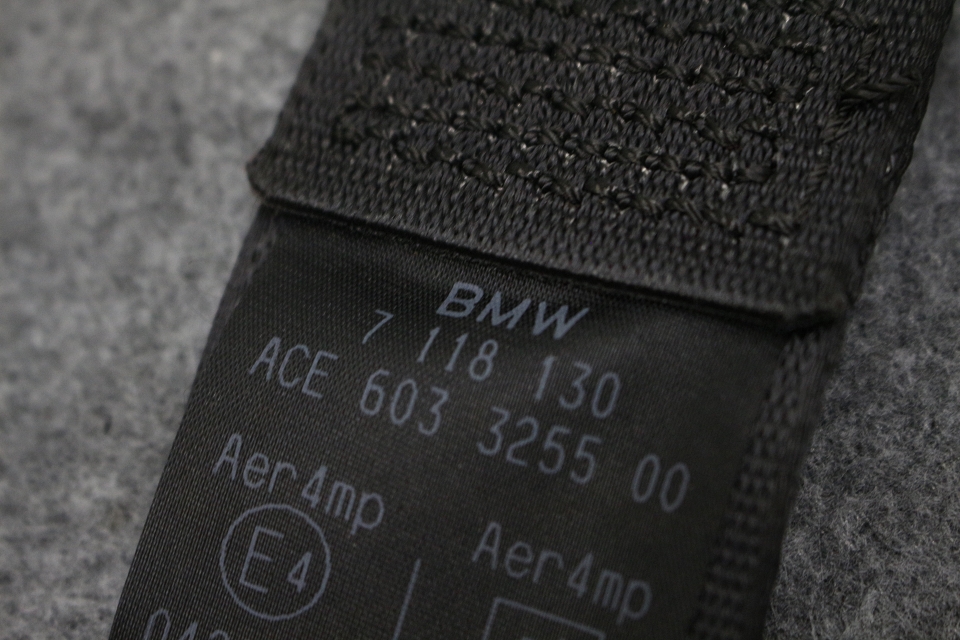 BMW
7 118 130
ACE 603 3255 00
Aer4mp
Aer4mp
E4